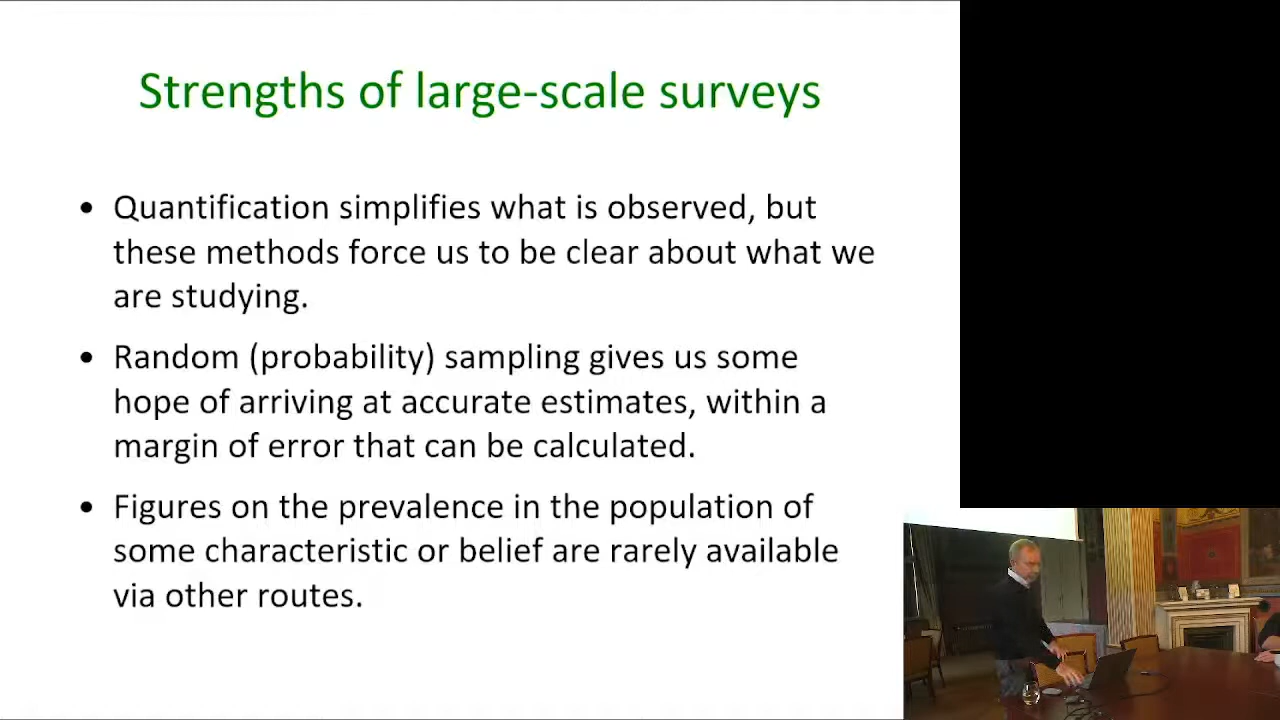 Strengths of large-scale surveys
• Quantification simplifies what is observed, but
these methods force us to be clear about what we
are studying.
• Random (probability) sampling gives us some
hope of arriving at accurate estimates, within a
margin of error that can be calculated.
• Figures on the prevalence in the population of
some characteristic or belief are rarely available
via other routes.